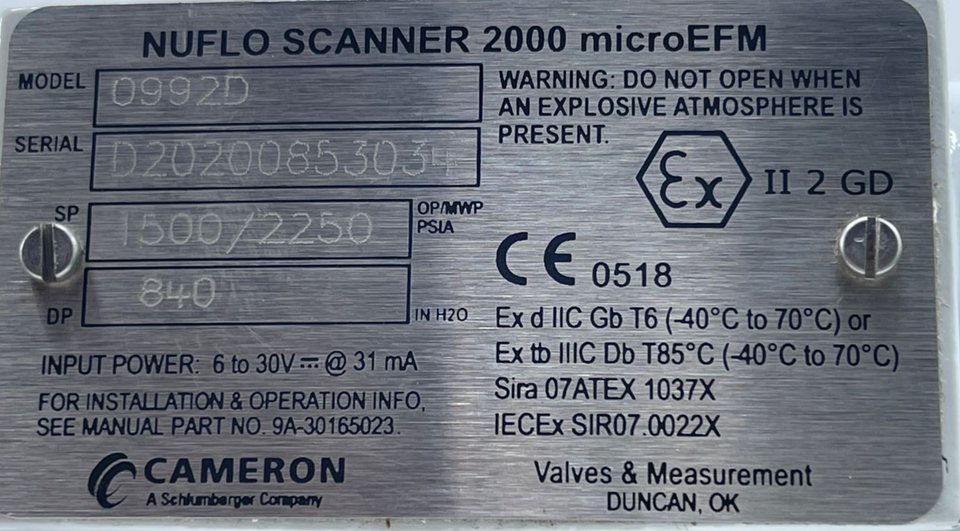 NUFLO SCANNER 2000 microEFM
MODEL 0992D
SERIAL D20200853034
SP 1500/2250 OP/MWP PSIA
DP 840 IN H2O
INPUT POWER: 6 to 30V⎓@ 31 mA
FOR INSTALLATION & OPERATION INFO,
SEE MANUAL PART NO. 9A-30165023.
CAMERON
A Schlumberger Company
WARNING: DO NOT OPEN WHEN
AN EXPLOSIVE ATMOSPHERE IS
PRESENT.
Ex II 2 GD
CE 0518
Ex d IIC Gb T6 (-40°C to 70°C) or
Ex tb IIIC Db T85°C (-40°C to 70°C)
Sira 07ATEX 1037X
IECEx SIR07.0022X
Valves & Measurement
DUNCAN, OK